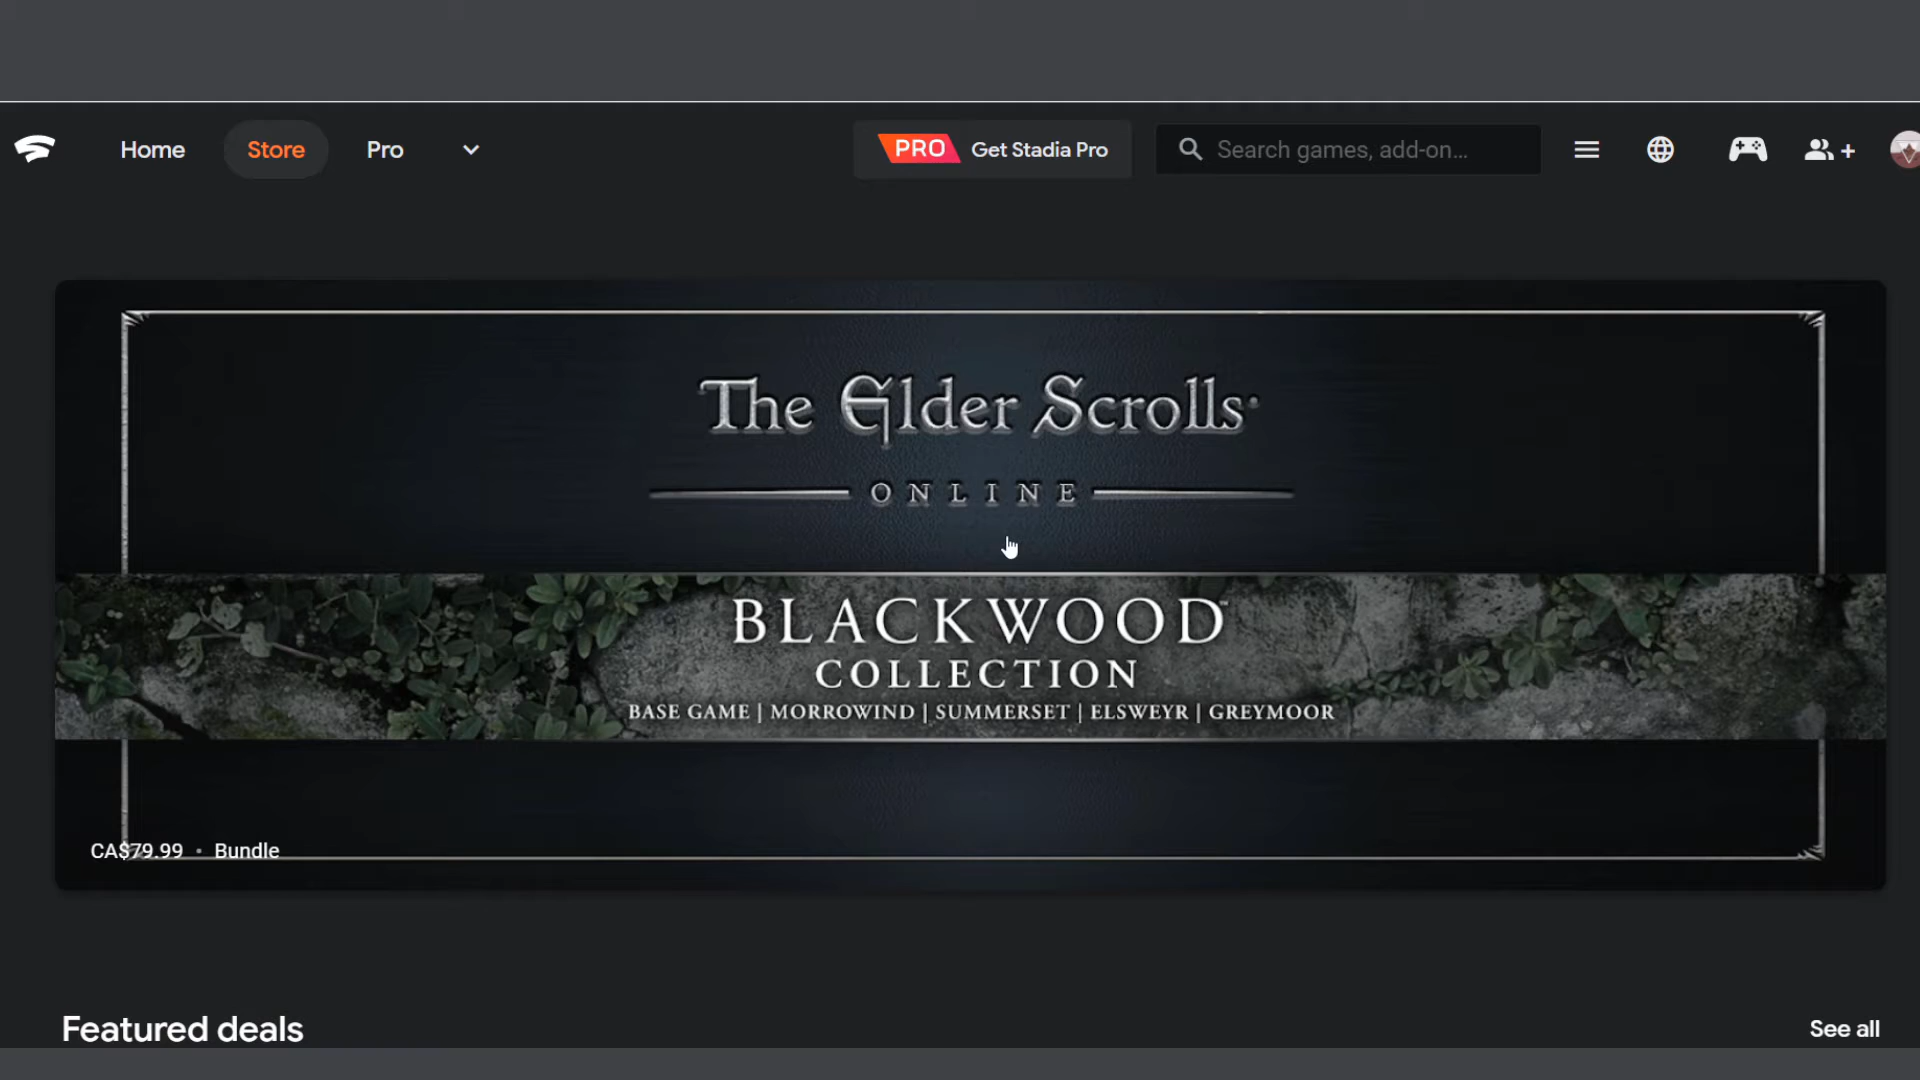 Home Store Pro PRO Get Stadia Pro Search games, add-on...
The Elder Scrolls
ONLINE
BLACKWOOD™
COLLECTION
BASE GAME | MORROWIND | SUMMERSET | ELSWEYR | GREYMOOR
CA$79.99 • Bundle
Featured deals See all